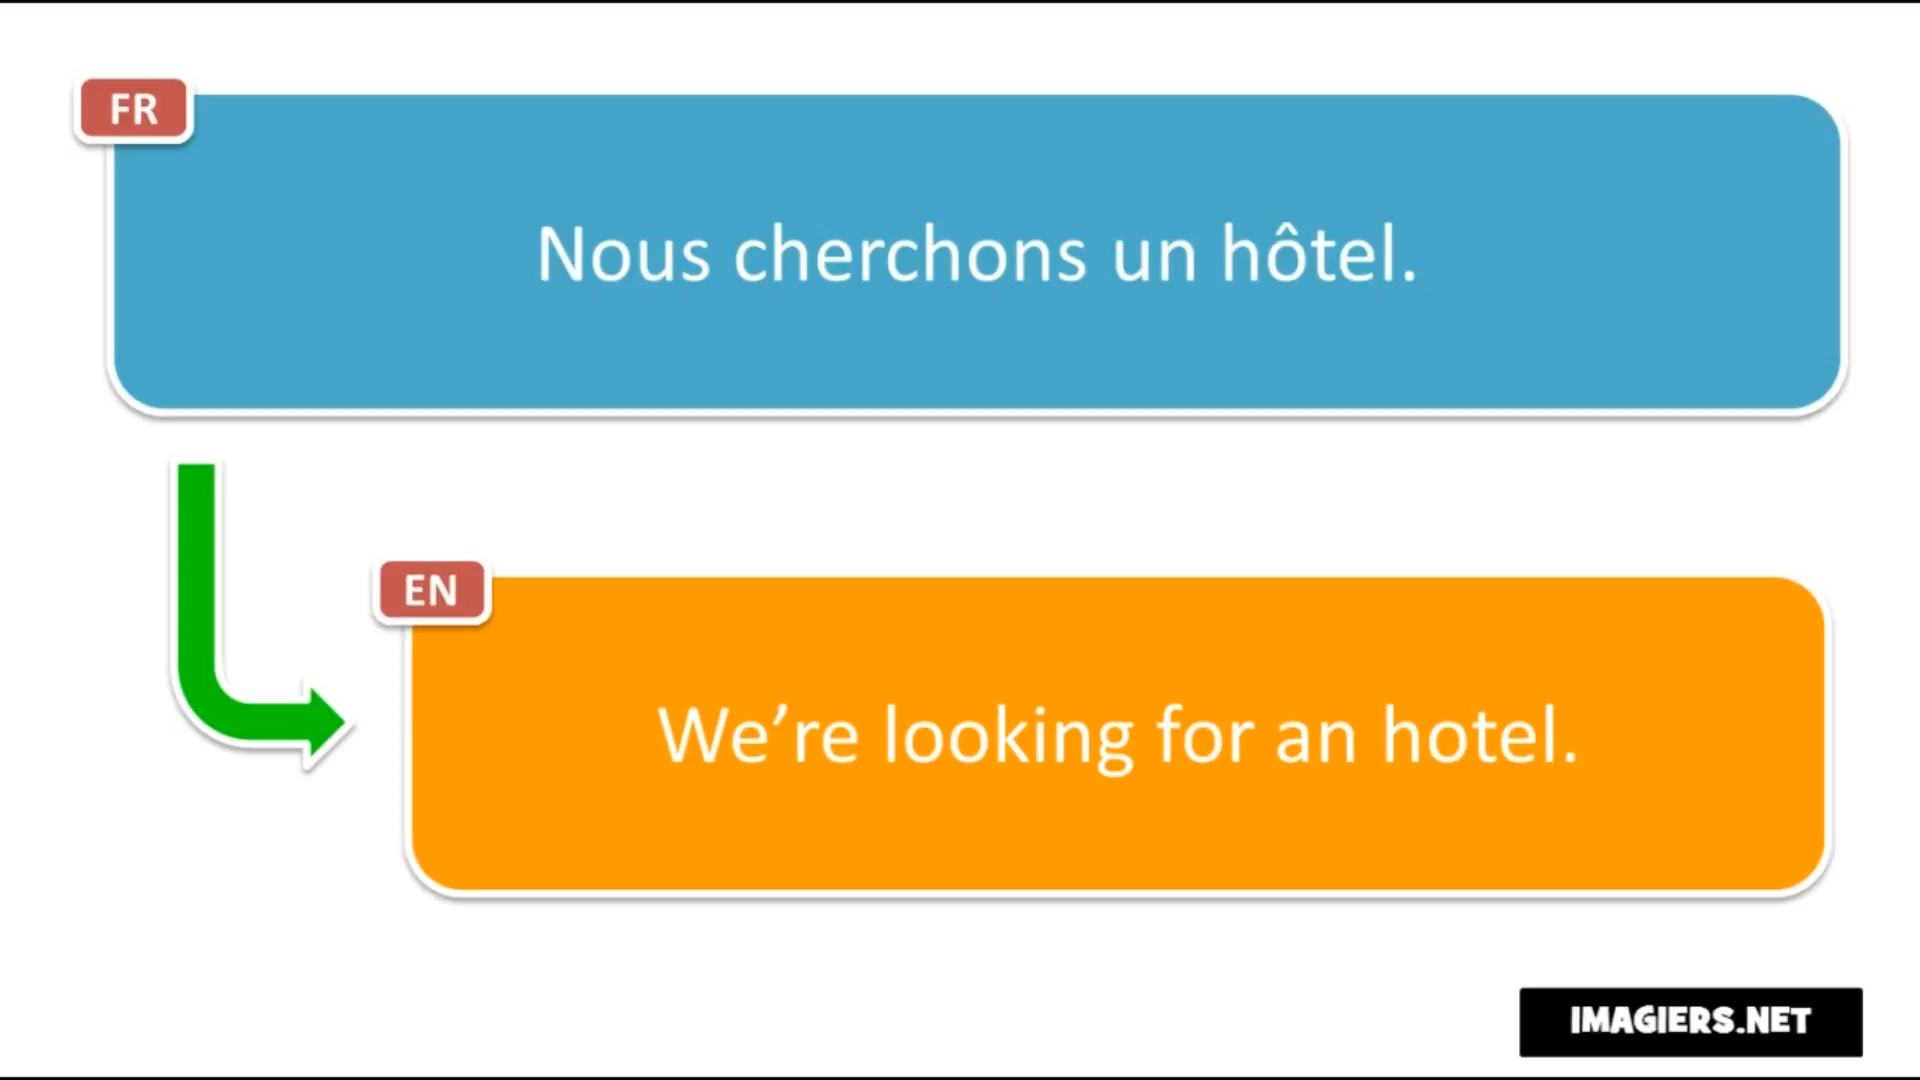 FR
Nous cherchons un hôtel.
EN
We’re looking for an hotel.
IMAGIERS.NET